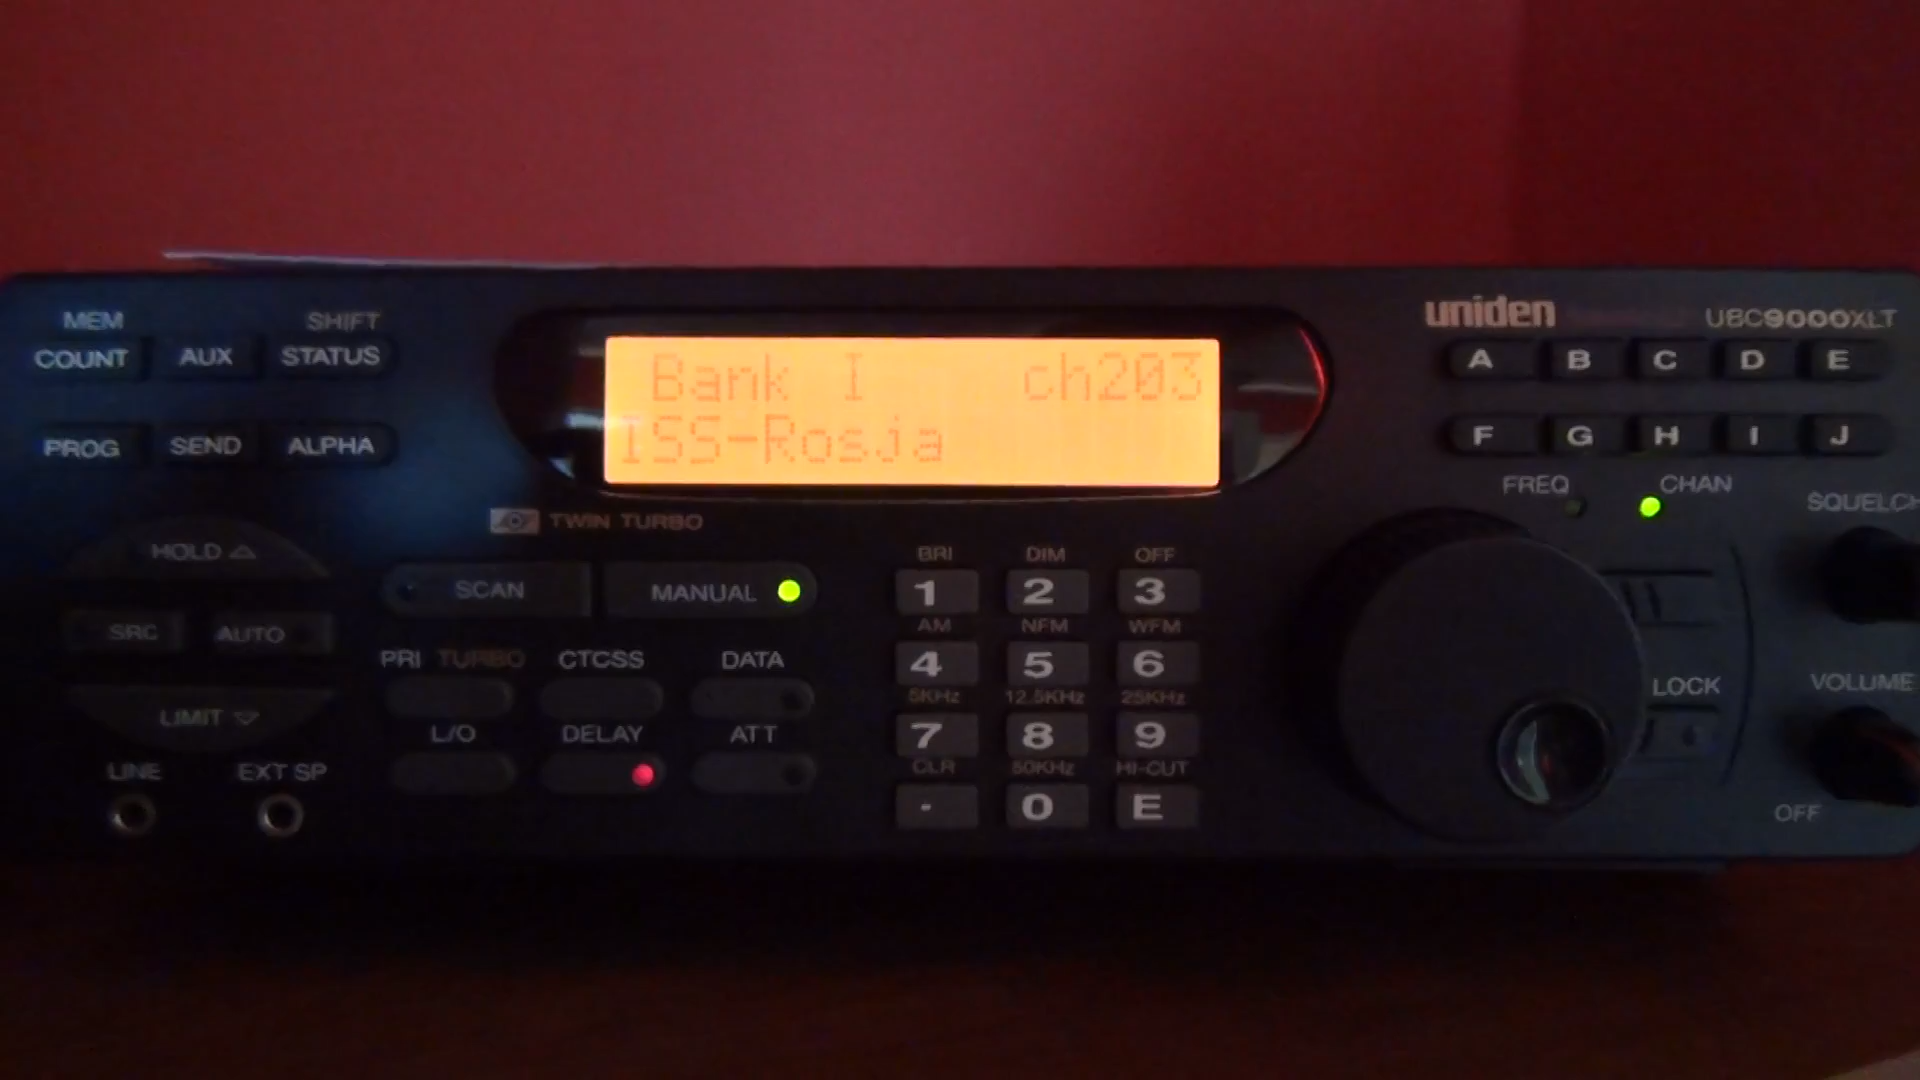 MEM SHIFT
COUNT AUX STATUS
PROG SEND ALPHA
Bank I ch203
ISS-Rosja
uniden UBC9000XLT
A B C D E
F G H I J
FREQ CHAN
SQUELCH
TWIN TURBO
HOLD
SCAN MANUAL
SRC AUTO
PRI TURBO CTCSS DATA
LIMIT
L/O DELAY ATT
LINE EXT SP
BRI DIM OFF
1 2 3
AM NFM WFM
4 5 6
5KHz 12.5KHz 25KHz
7 8 9
CLR 50KHz HI-CUT
. 0 E
LOCK
VOLUME
OFF